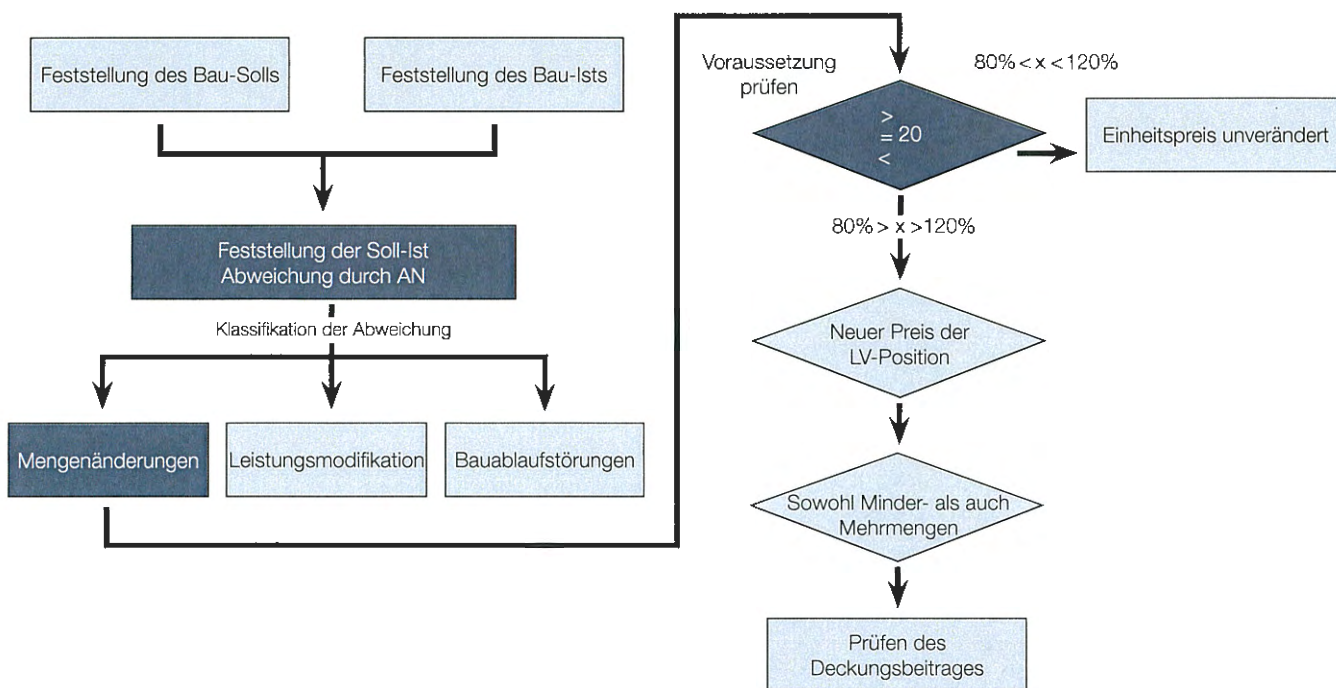 Feststellung des Bau-Solls
Feststellung des Bau-Ists
Feststellung der Soll-Ist
Abweichung durch AN
Klassifikation der Abweichung
Mengenänderungen
Leistungsmodifikation
Bauablaufstörungen
Voraussetzung
prüfen
80% < x < 120%
>
= 20
<
Einheitspreis unverändert
80% > x >120%
Neuer Preis der
LV-Position
Sowohl Minder- als auch
Mehrmengen
Prüfen des
Deckungsbeitrages